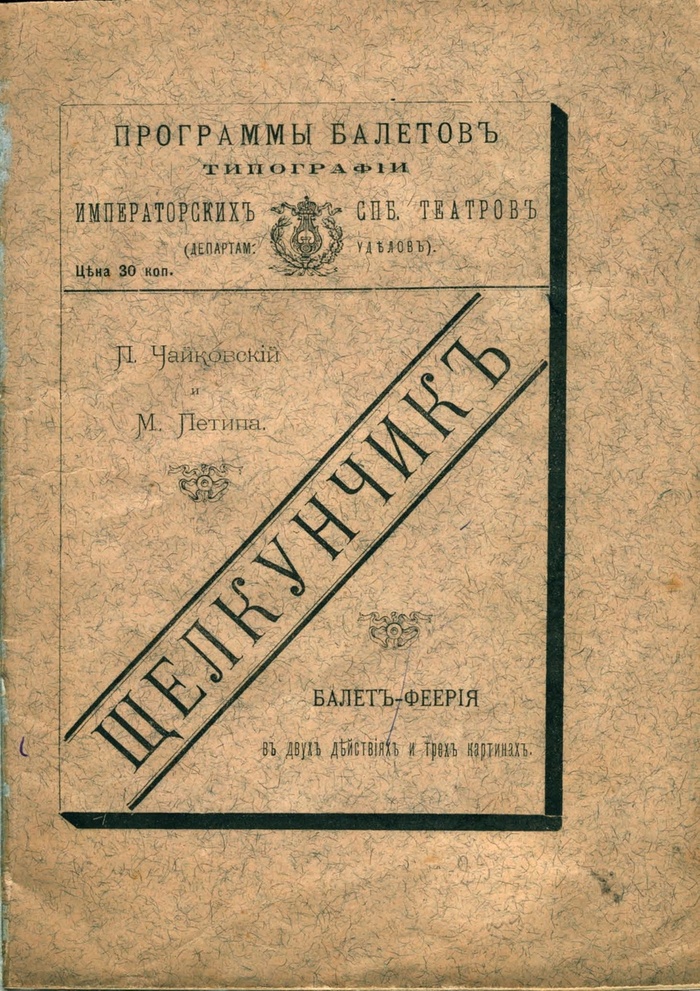 ПРОГРАММЫ БАЛЕТОВЪ
ТИПОГРАФІИ
ИМПЕРАТОРСКИХЪ СПБ. ТЕАТРОВЪ
(ДЕПАРТАМ: УДѢЛОВЪ).
Цѣна 30 коп.
П. Чайковскій
и
М. Петипа.
ЩЕЛКУНЧИКЪ
БАЛЕТЪ-ФЕЕРІЯ
въ двухъ дѣйствіяхъ и трехъ картинахъ.